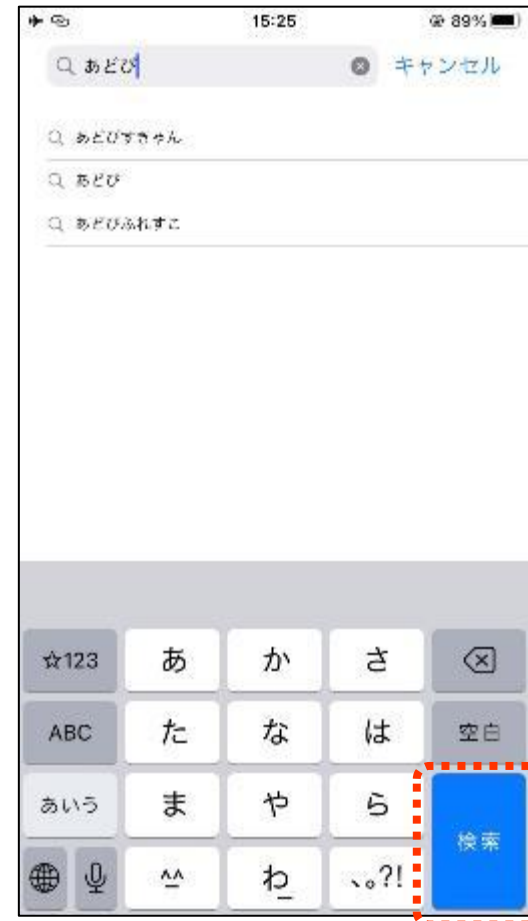 15:25 89%
あどび キャンセル
あどびすきゃん
あどび
あどびふれすこ
☆123 あ か さ
ABC た な は 空白
あいう ま や ら 検索
^^ わ_ 、。?!